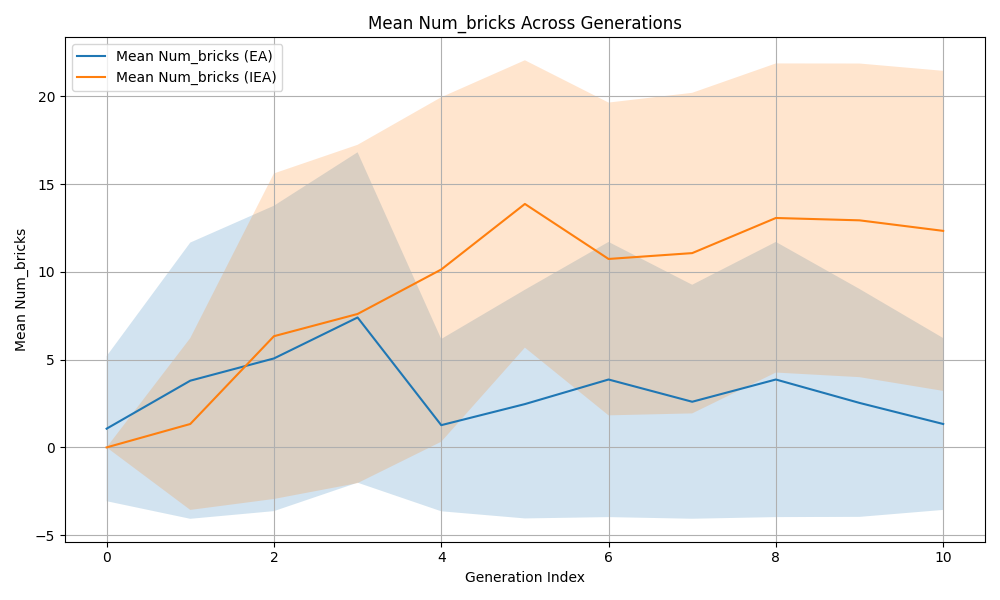 Mean Num_bricks Across Generations
Mean Num_bricks (EA)
Mean Num_bricks (IEA)
Mean Num_bricks
20
15
10
5
0
−5
0
2
4
6
8
10
Generation Index